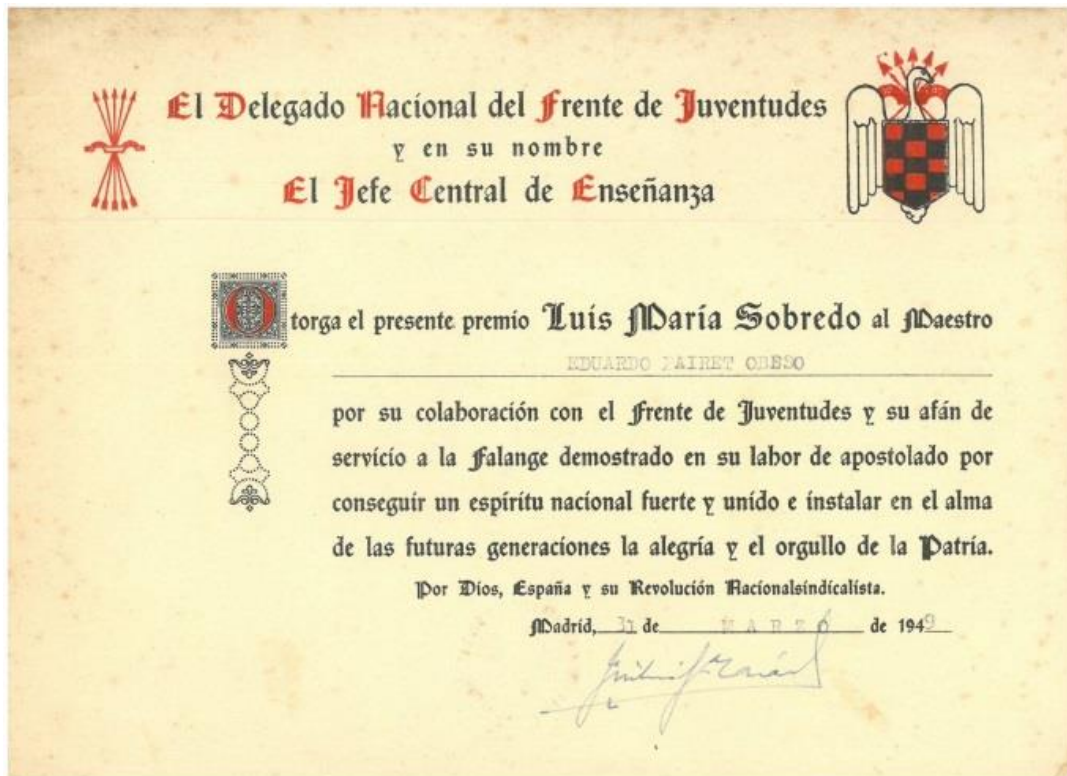 El Delegado Nacional del Frente de Juventudes
y en su nombre
El Jefe Central de Enseñanza
Otorga el presente premio Luis María Sobredo al Maestro
EDUARDO PAIRET OBESO
por su colaboración con el Frente de Juventudes y su afán de
servicio a la Falange demostrado en su labor de apostolado por
conseguir un espíritu nacional fuerte y unido e instalar en el alma
de las futuras generaciones la alegría y el orgullo de la Patria.
Por Dios, España y su Revolución Nacionalsindicalista.
Madrid, 31 de MARZO de 1949